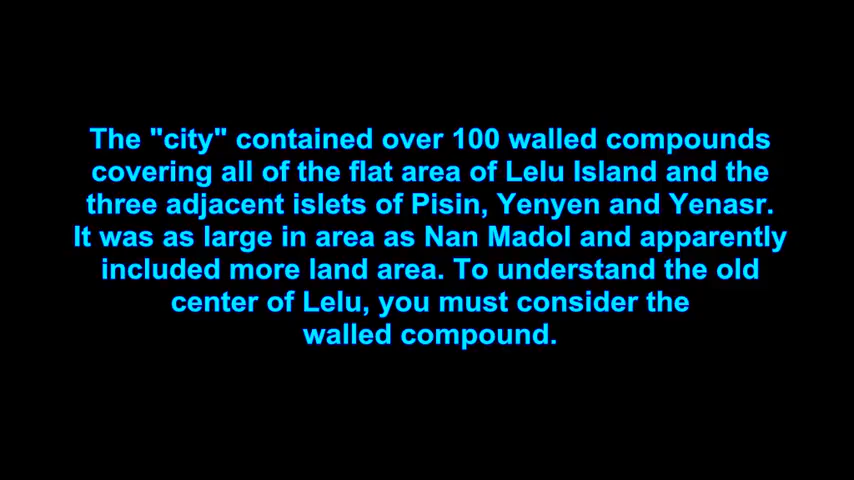 The "city" contained over 100 walled compounds
covering all of the flat area of Lelu Island and the
three adjacent islets of Pisin, Yenyen and Yenasr.
It was as large in area as Nan Madol and apparently
included more land area. To understand the old
center of Lelu, you must consider the
walled compound.